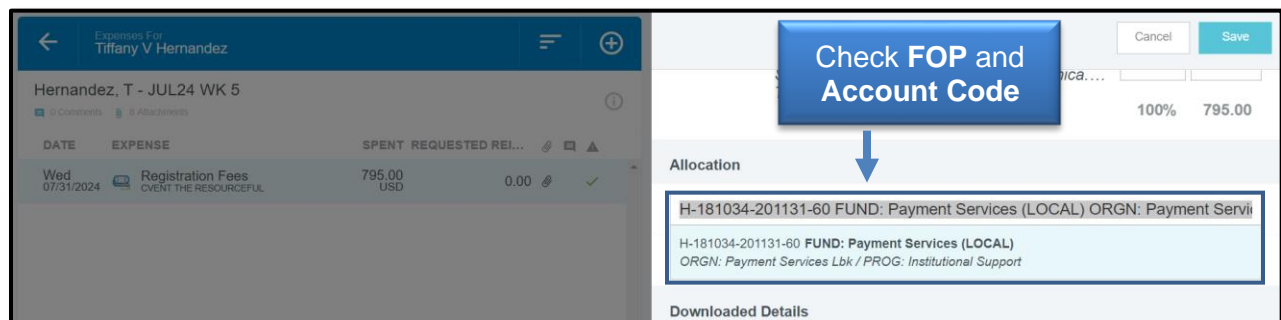 Expenses For
Tiffany V Hernandez
Hernandez, T - JUL24 WK 5
0 Comments 0 Attachments
DATE EXPENSE SPENT REQUESTED REI...
Wed
07/31/2024
Registration Fees
CVENT THE RESOURCEFUL
795.00
USD
0.00
Check FOP and
Account Code
Cancel Save
100% 795.00
Allocation
H-181034-201131-60 FUND: Payment Services (LOCAL) ORGN: Payment Servi
H-181034-201131-60 FUND: Payment Services (LOCAL)
ORGN: Payment Services Lbk / PROG: Institutional Support
Downloaded Details